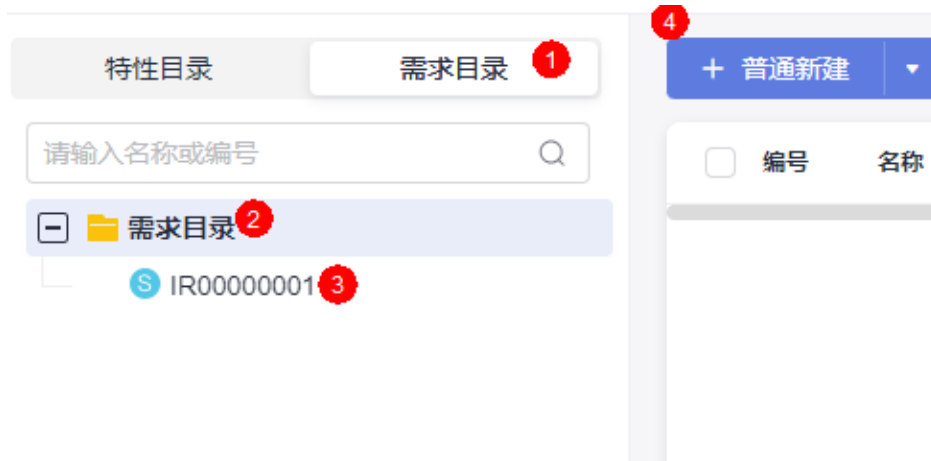 特性目录 需求目录 1
请输入名称或编号
需求目录 2
S IR00000001 3
4
+ 普通新建
编号 名称